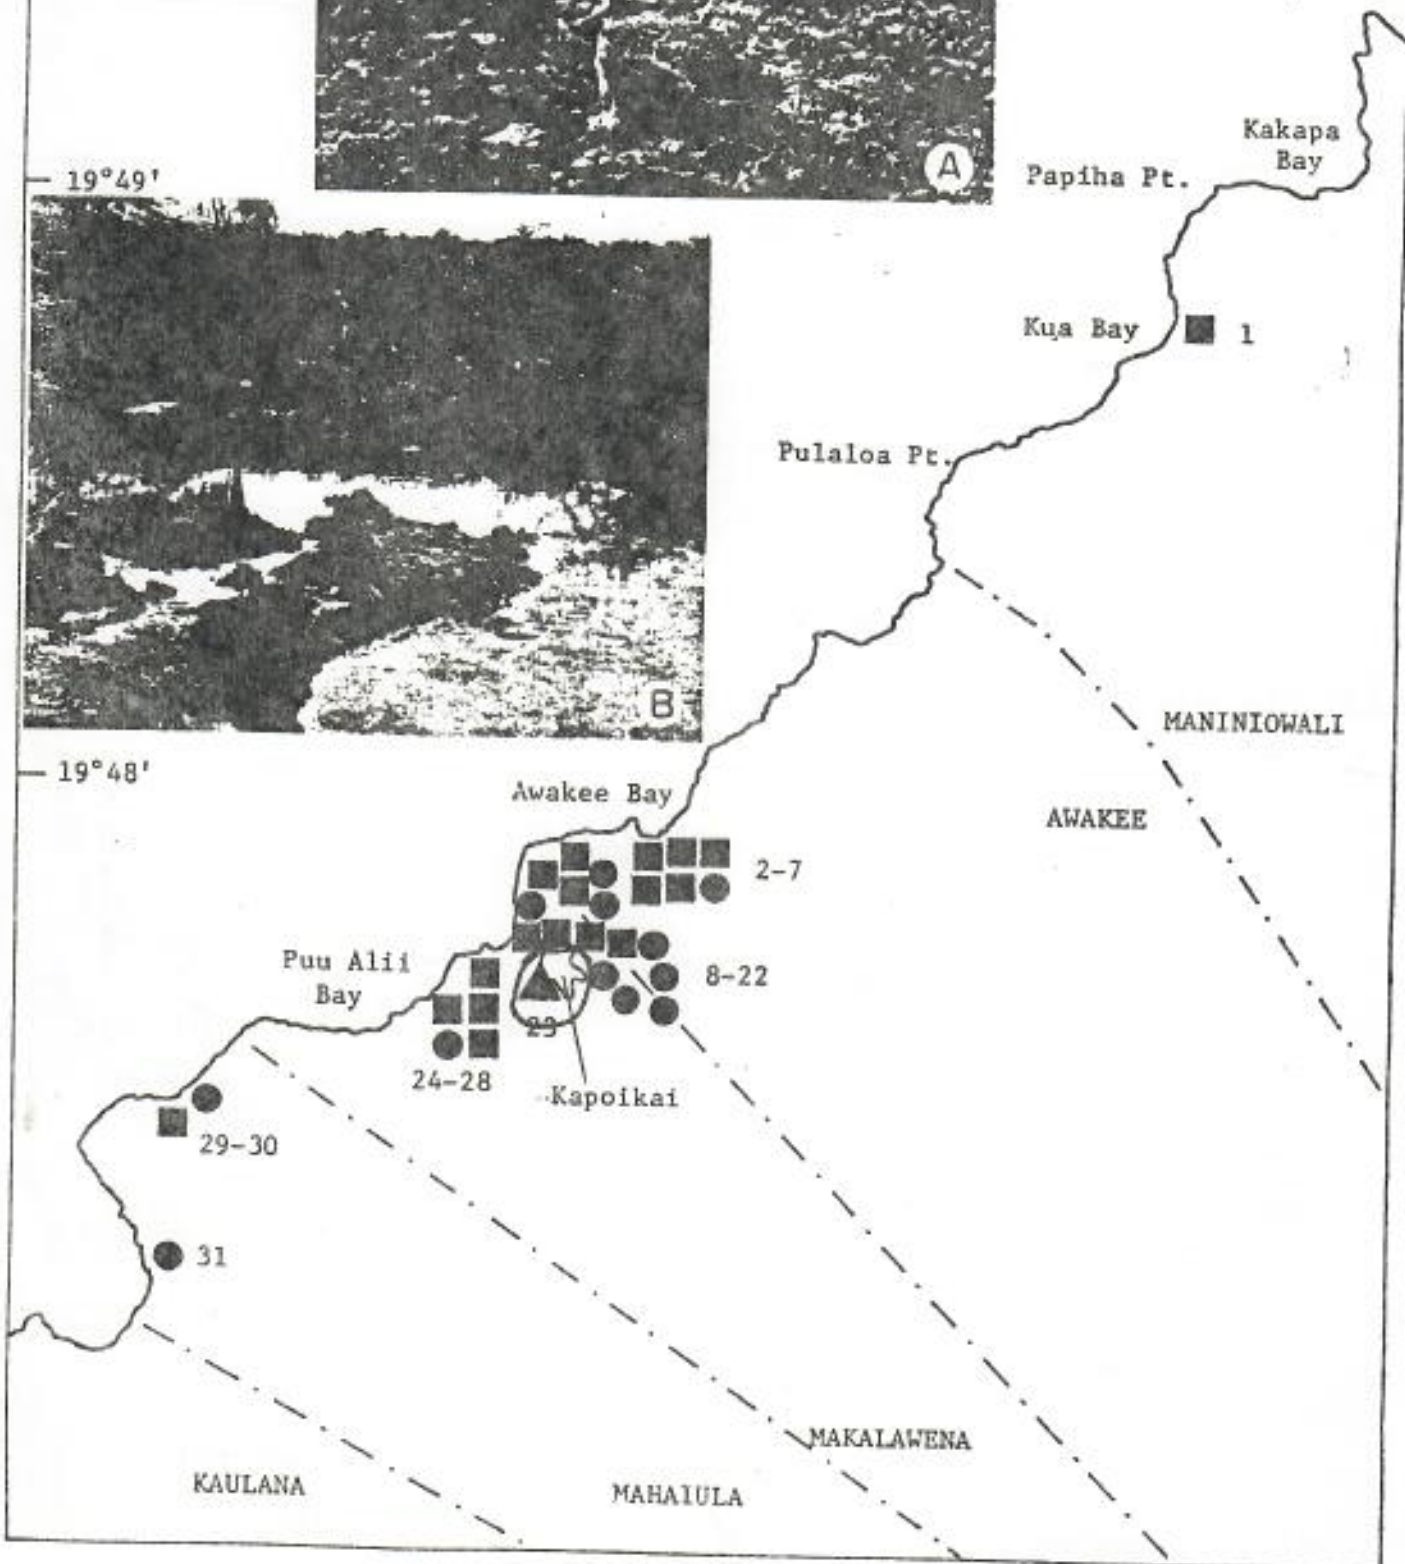 A
Kakapa
Bay
Papiha Pt.
19°49'
Kua Bay
1
Pulaloa Pt.
B
MANINIOWALI
19°48'
Awakee Bay
AWAKEE
2-7
Puu Alii
Bay
8-22
23
24-28
Kapoikai
29-30
31
MAKALAWENA
KAULANA
MAHAIULA